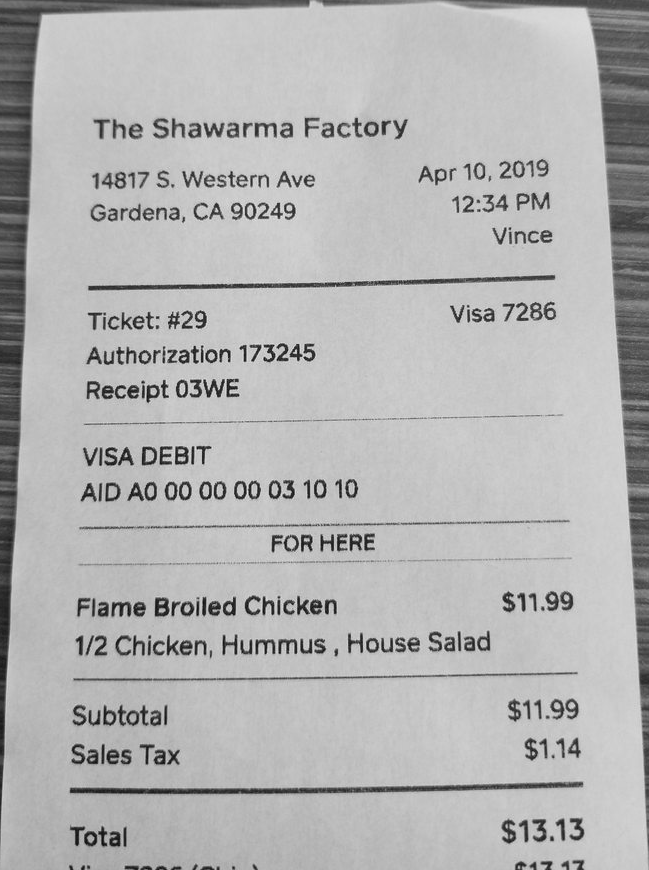 The Shawarma Factory
14817 S. Western Ave Apr 10, 2019
Gardena, CA 90249 12:34 PM
Vince
Ticket: #29 Visa 7286
Authorization 173245
Receipt 03WE
VISA DEBIT
AID A0 00 00 00 03 10 10
FOR HERE
Flame Broiled Chicken $11.99
1/2 Chicken, Hummus , House Salad
Subtotal $11.99
Sales Tax $1.14
Total $13.13